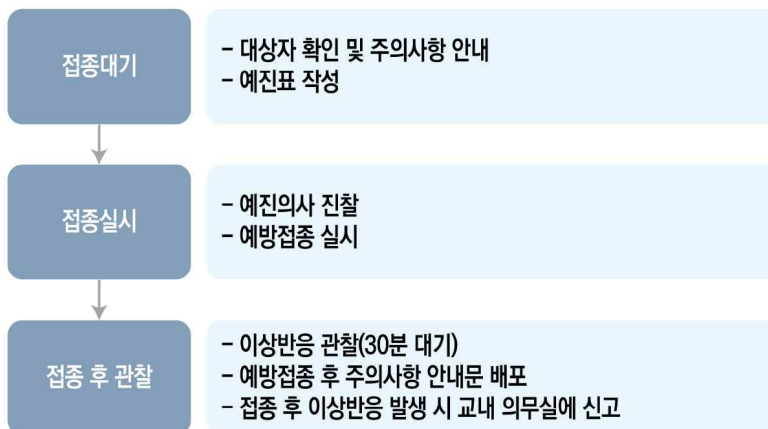 접종대기
- 대상자 확인 및 주의사항 안내
- 예진표 작성
접종실시
- 예진의사 진찰
- 예방접종 실시
접종 후 관찰
- 이상반응 관찰(30분 대기)
- 예방접종 후 주의사항 안내문 배포
- 접종 후 이상반응 발생 시 교내 의무실에 신고